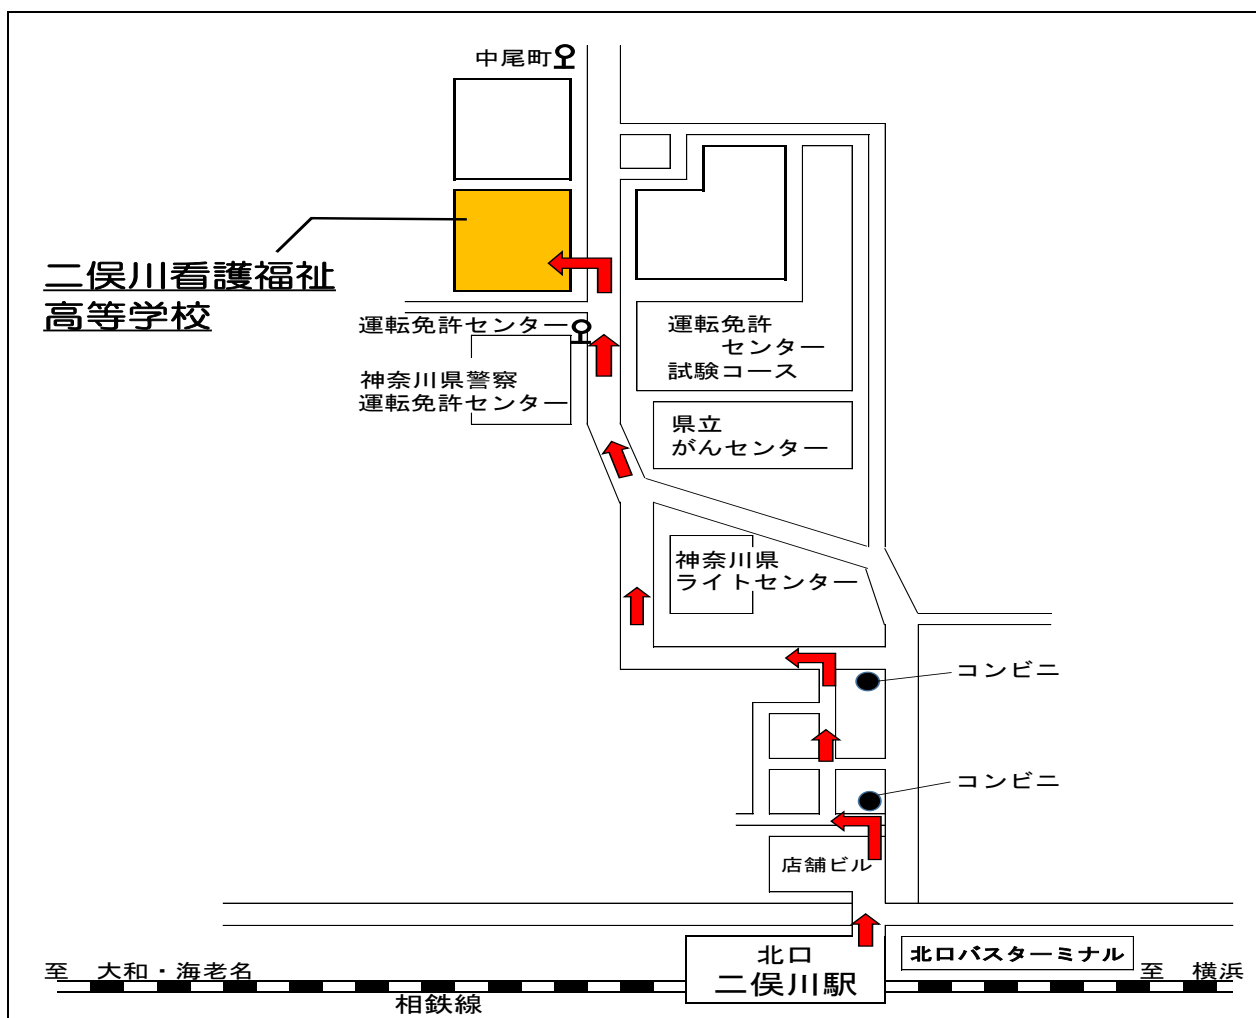 中尾町
二俣川看護福祉
高等学校
運転免許センター
運転免許
センター
試験コース
神奈川県警察
運転免許センター
県立
がんセンター
神奈川県
ライトセンター
コンビニ
コンビニ
店舗ビル
北口
二俣川駅
北口バスターミナル
至 大和・海老名
至 横浜
相鉄線